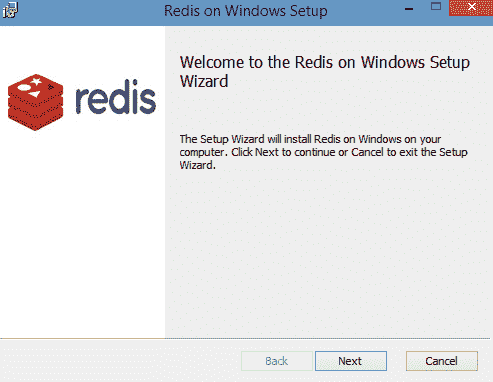 Redis on Windows Setup
Welcome to the Redis on Windows Setup
Wizard
redis
The Setup Wizard will install Redis on Windows on your
computer. Click Next to continue or Cancel to exit the Setup
Wizard.
Back Next Cancel